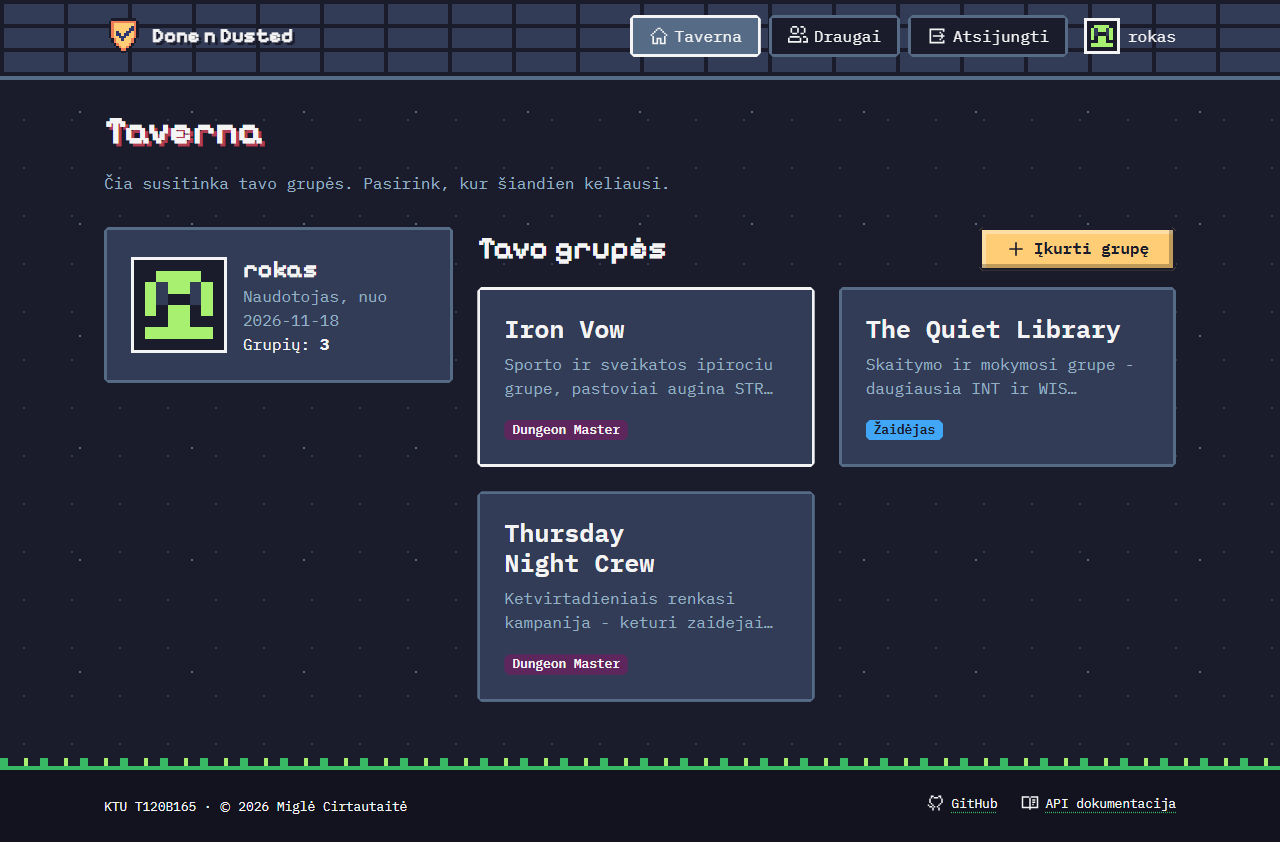 Done n Dusted
Taverna
Draugai
Atsijungti
rokas
Taverna
Čia susitinka tavo grupės. Pasirink, kur šiandien keliausi.
rokas
Naudotojas, nuo
2026-11-18
Grupių: 3
Tavo grupės
Įkurti grupę
Iron Vow
Sporto ir sveikatos ipirociu
grupe, pastoviai augina STR…
Dungeon Master
The Quiet Library
Skaitymo ir mokymosi grupe -
daugiausia INT ir WIS…
Žaidėjas
Thursday
Night Crew
Ketvirtadieniais renkasi
kampanija - keturi zaidejai…
Dungeon Master
KTU T120B165 · © 2026 Miglė Cirtautaitė
GitHub
API dokumentacija